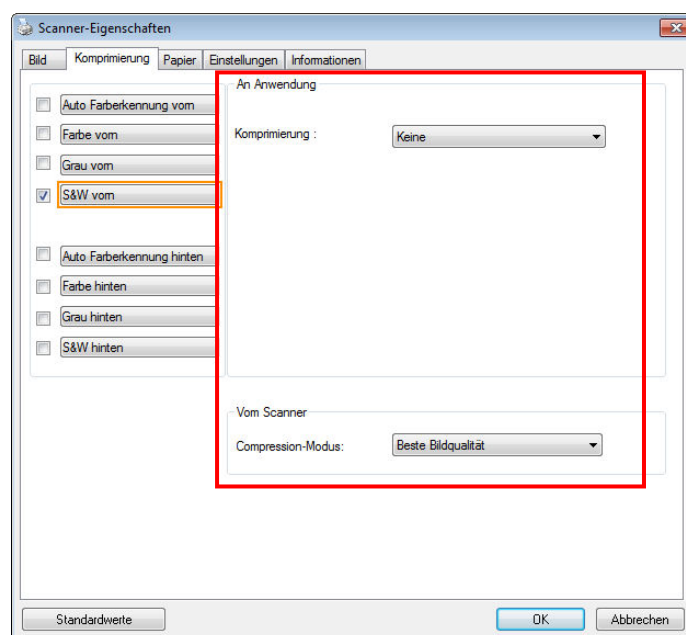 Scanner-Eigenschaften
Bild Komprimierung Papier Einstellungen Informationen
Auto Farberkennung vorn
Farbe vorn
Grau vorn
S&W vorn
Auto Farberkennung hinten
Farbe hinten
Grau hinten
S&W hinten
An Anwendung
Komprimierung : Keine
Vom Scanner
Compression-Modus: Beste Bildqualität
Standardwerte OK Abbrechen